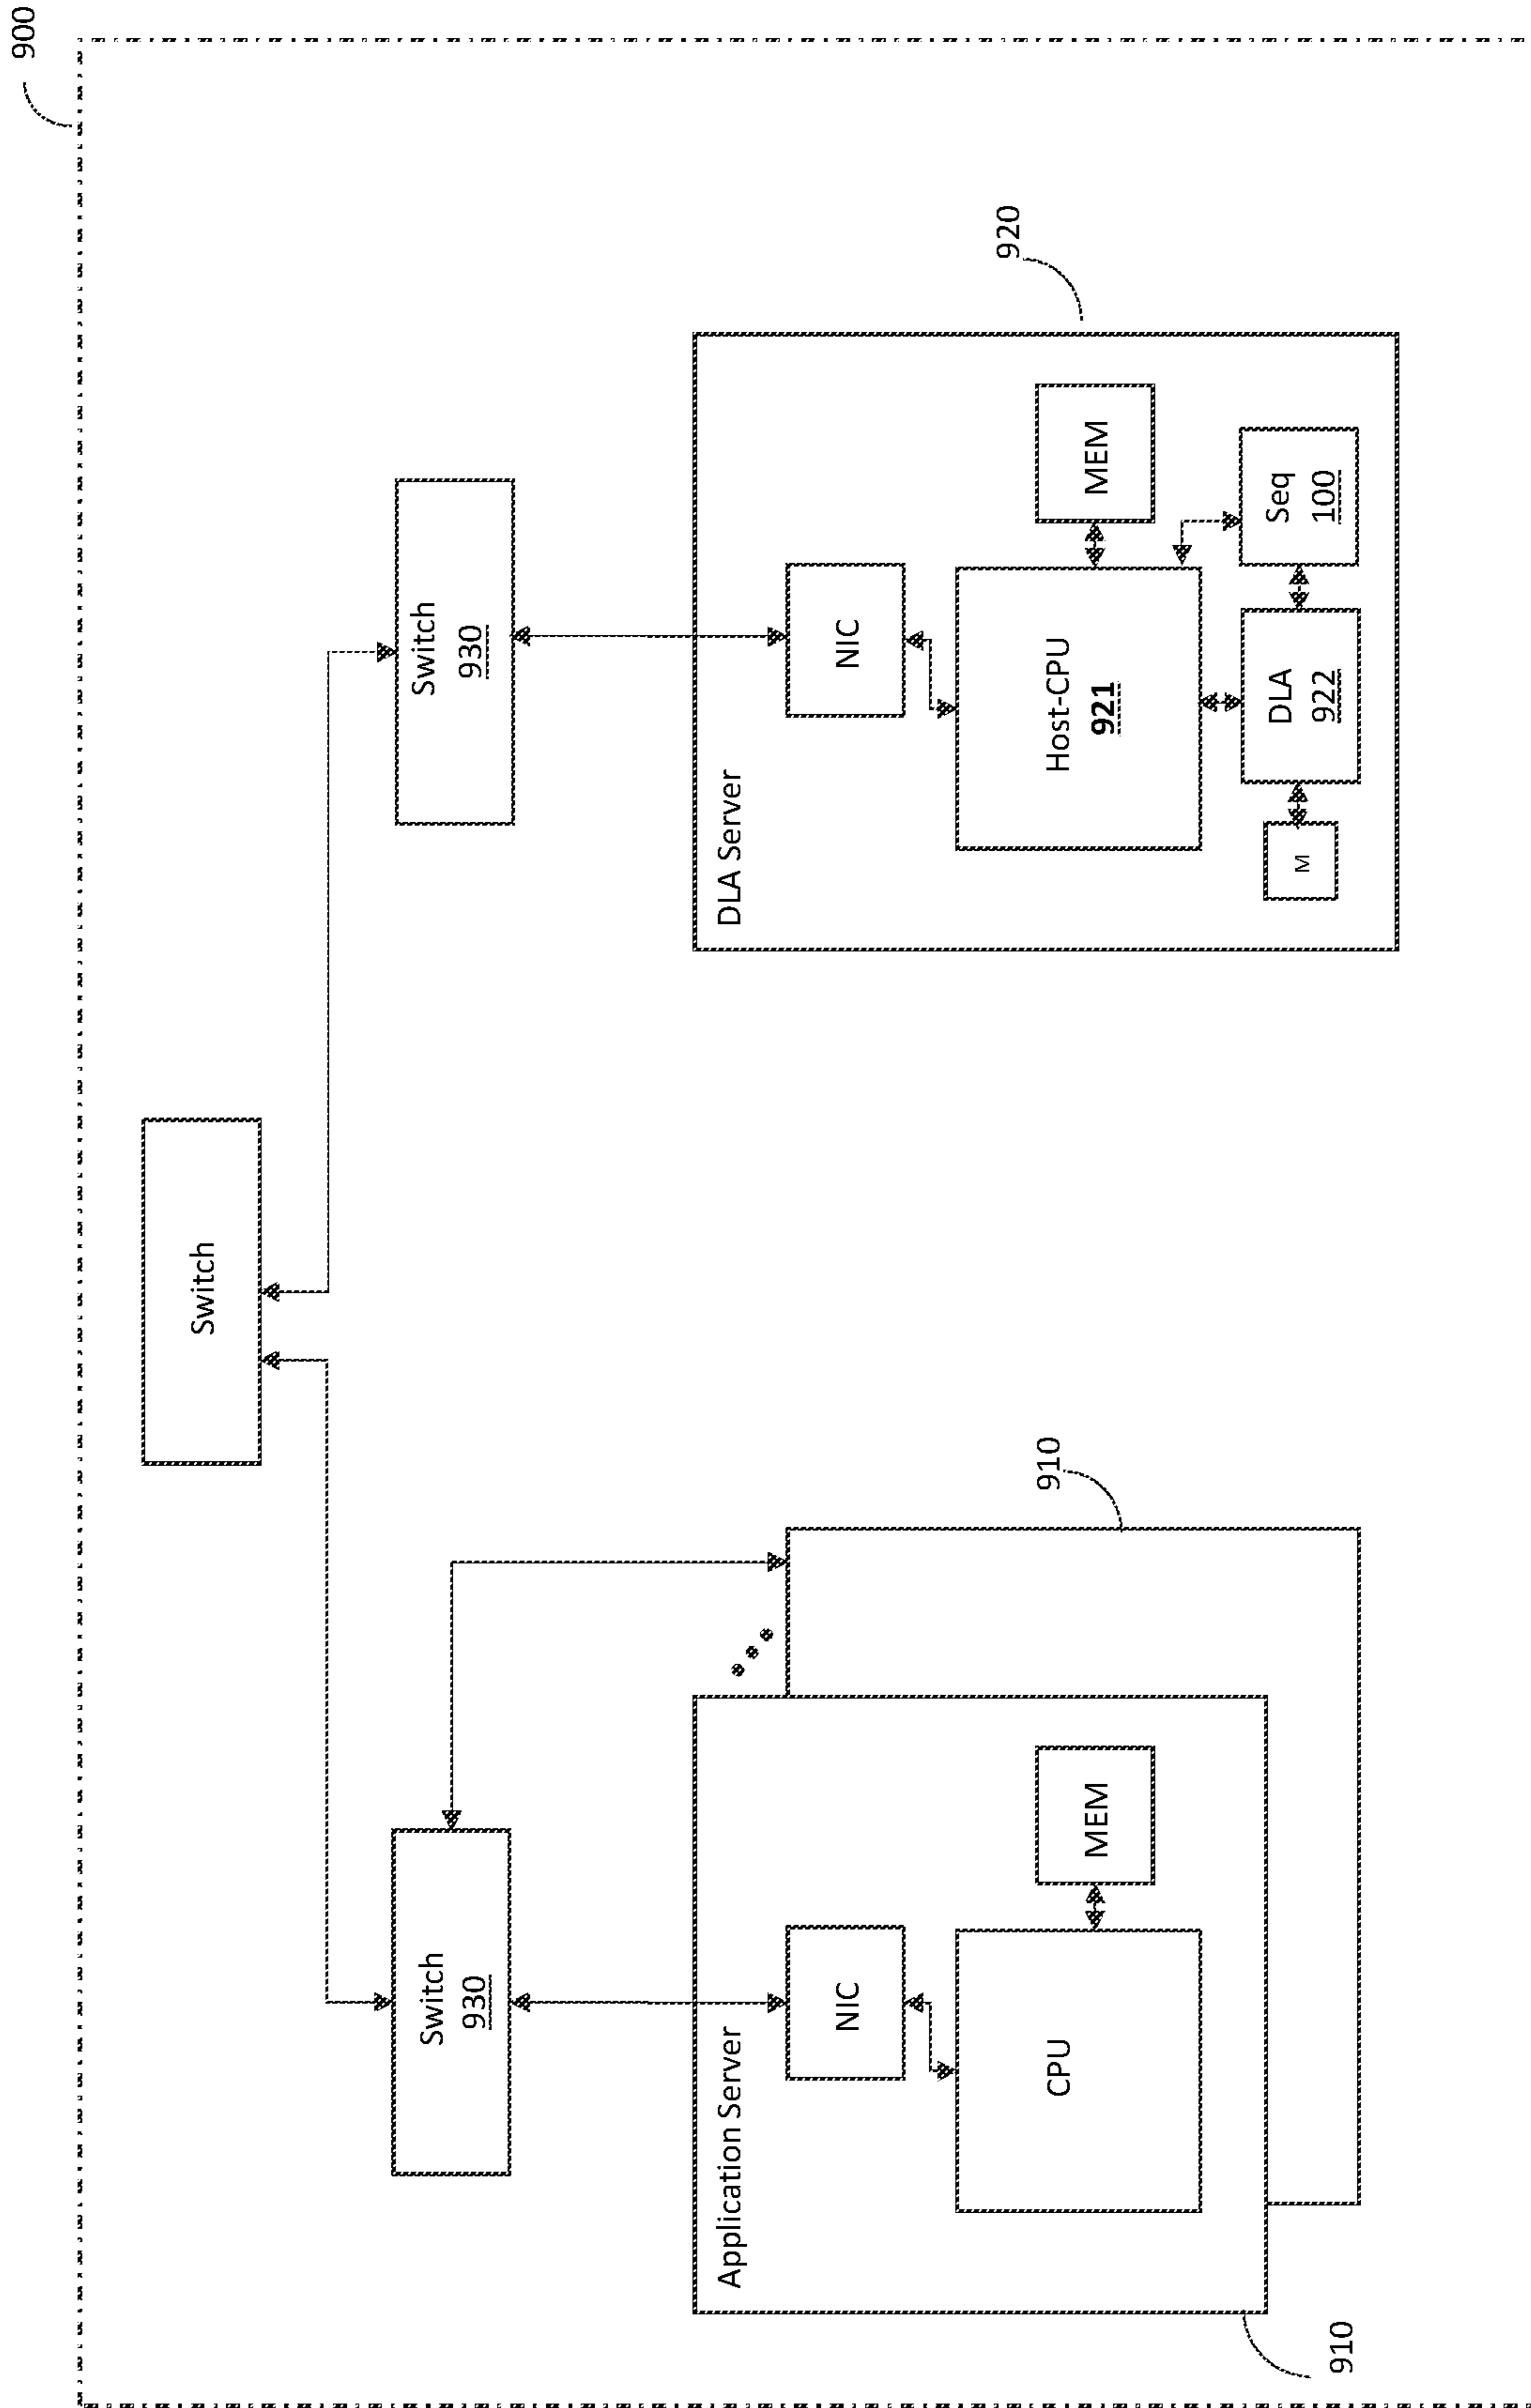 900
Switch
Switch
930
Switch
930
Application Server
NIC
CPU
MEM
910
910
DLA Server
NIC
Host-CPU
921
MEM
M
DLA
922
Seq
100
920